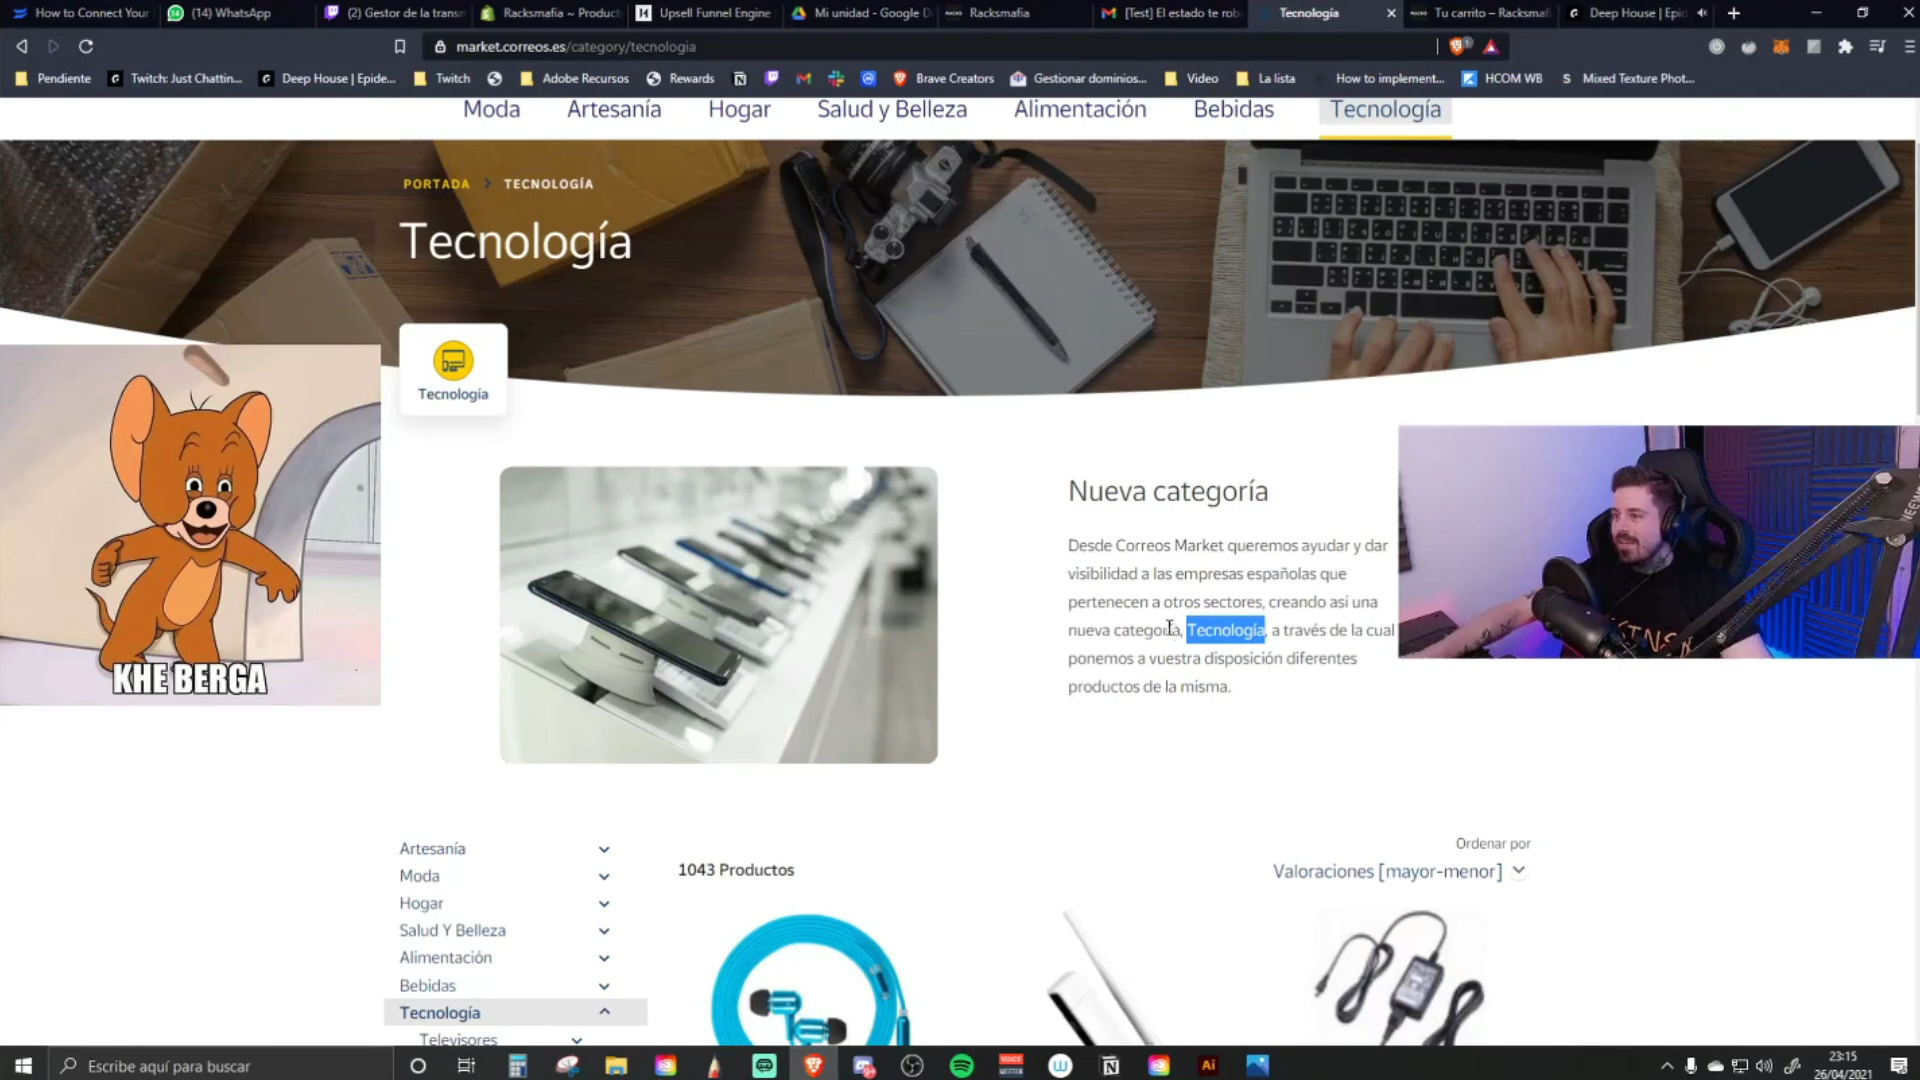 How to Connect Your
(14) WhatsApp
(2) Gestor de la transm
Racksmafia ~ Product
Upsell Funnel Engine
Mi unidad - Google D
Racksmafia
[Test] El estado te rob
Tecnología
Tu carrito – Racksmafi
Deep House | Epid
market.correos.es/category/tecnologia
Pendiente
Twitch: Just Chattin...
Deep House | Epide...
Twitch
Adobe Recursos
Rewards
Brave Creators
Gestionar dominios...
Video
La lista
How to implement...
HCOM WB
Mixed Texture Phot...
Moda
Artesanía
Hogar
Salud y Belleza
Alimentación
Bebidas
Tecnología
PORTADA > TECNOLOGÍA
Tecnología
Tecnología
KHE BERGA
Nueva categoría
Desde Correos Market queremos ayudar y dar
visibilidad a las empresas españolas que
pertenecen a otros sectores, creando así una
nueva categoría, Tecnología, a través de la cual
ponemos a vuestra disposición diferentes
productos de la misma.
Artesanía
Moda
Hogar
Salud Y Belleza
Alimentación
Bebidas
Tecnología
Televisores
1043 Productos
Ordenar por
Valoraciones [mayor-menor]
Escribe aquí para buscar
23:15
26/04/2021